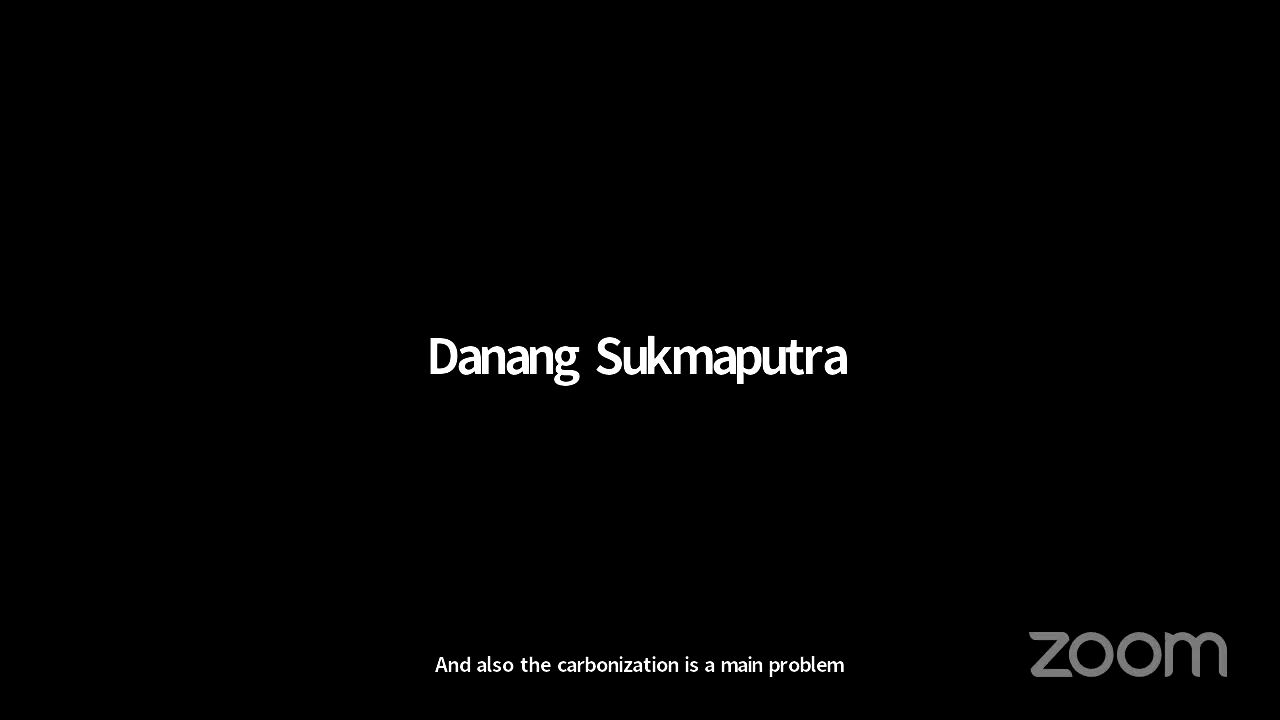 Danang Sukmaputra
And also the carbonization is a main problem
zoom